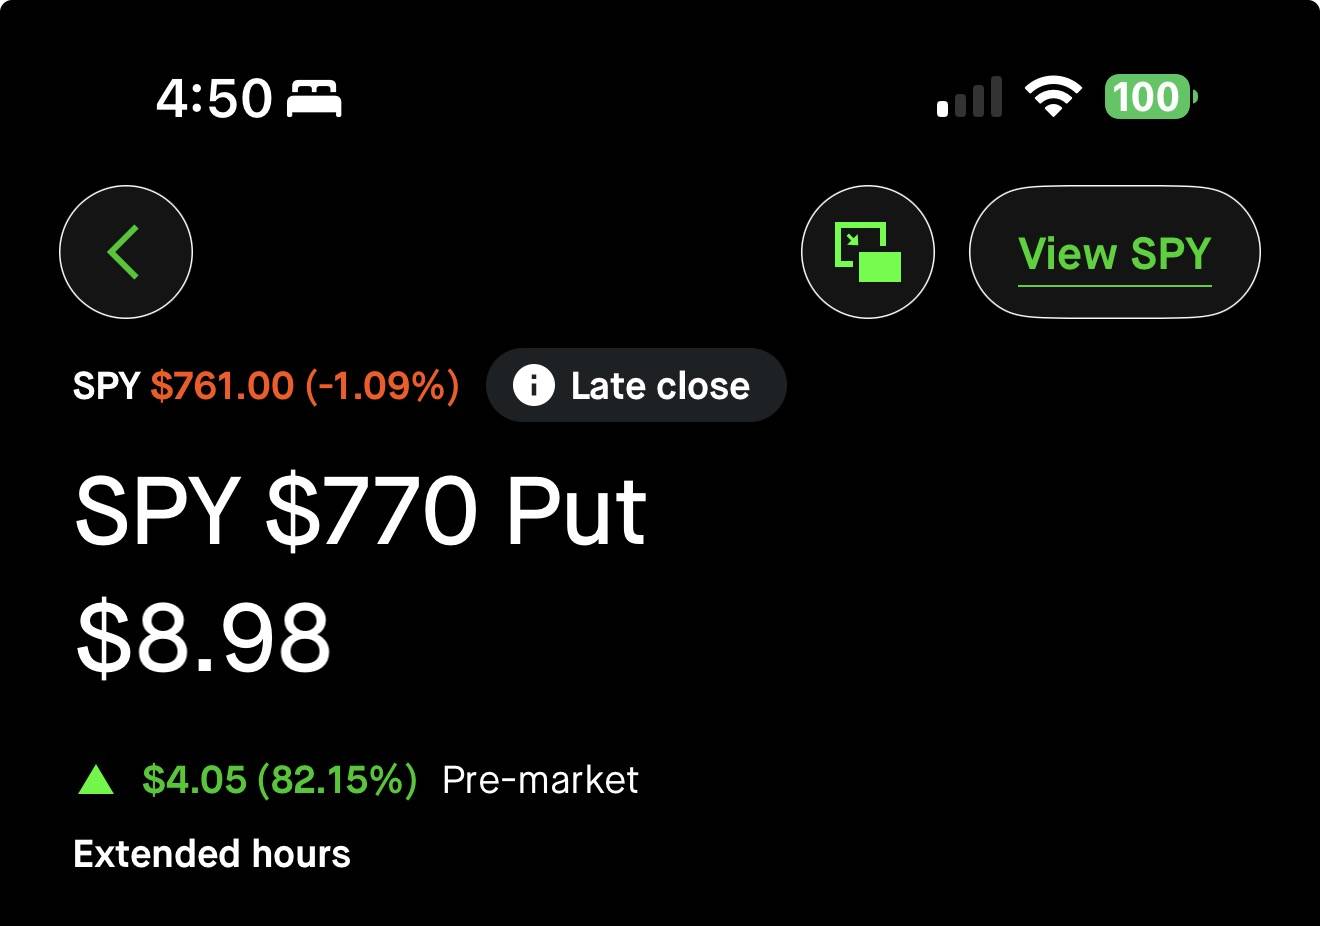 4:50
100
View SPY
SPY $761.00 (-1.09%) Late close
SPY $770 Put
$8.98
$4.05 (82.15%) Pre-market
Extended hours